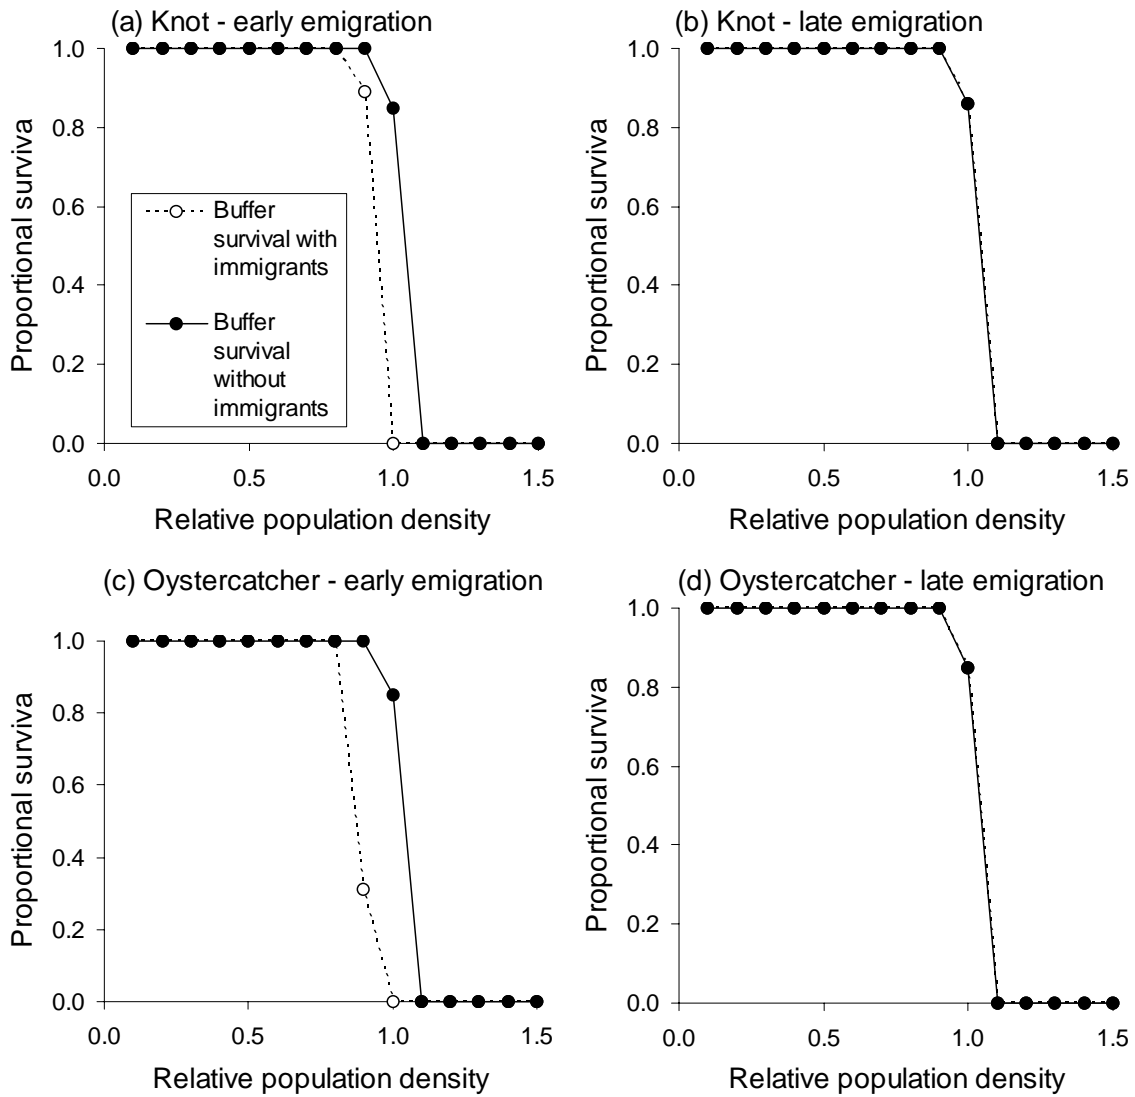 (a) Knot - early emigration
1.0
0.8
0.6
0.4
0.2
0.0
0.0
0.5
1.0
1.5
Proportional surviva
Relative population density
Buffer
survival with
immigrants
Buffer
survival
without
immigrants
(b) Knot - late emigration
1.0
0.8
0.6
0.4
0.2
0.0
0.0
0.5
1.0
1.5
Proportional surviva
Relative population density
(c) Oystercatcher - early emigration
1.0
0.8
0.6
0.4
0.2
0.0
0.0
0.5
1.0
1.5
Proportional surviva
Relative population density
(d) Oystercatcher - late emigration
1.0
0.8
0.6
0.4
0.2
0.0
0.0
0.5
1.0
1.5
Proportional surviva
Relative population density